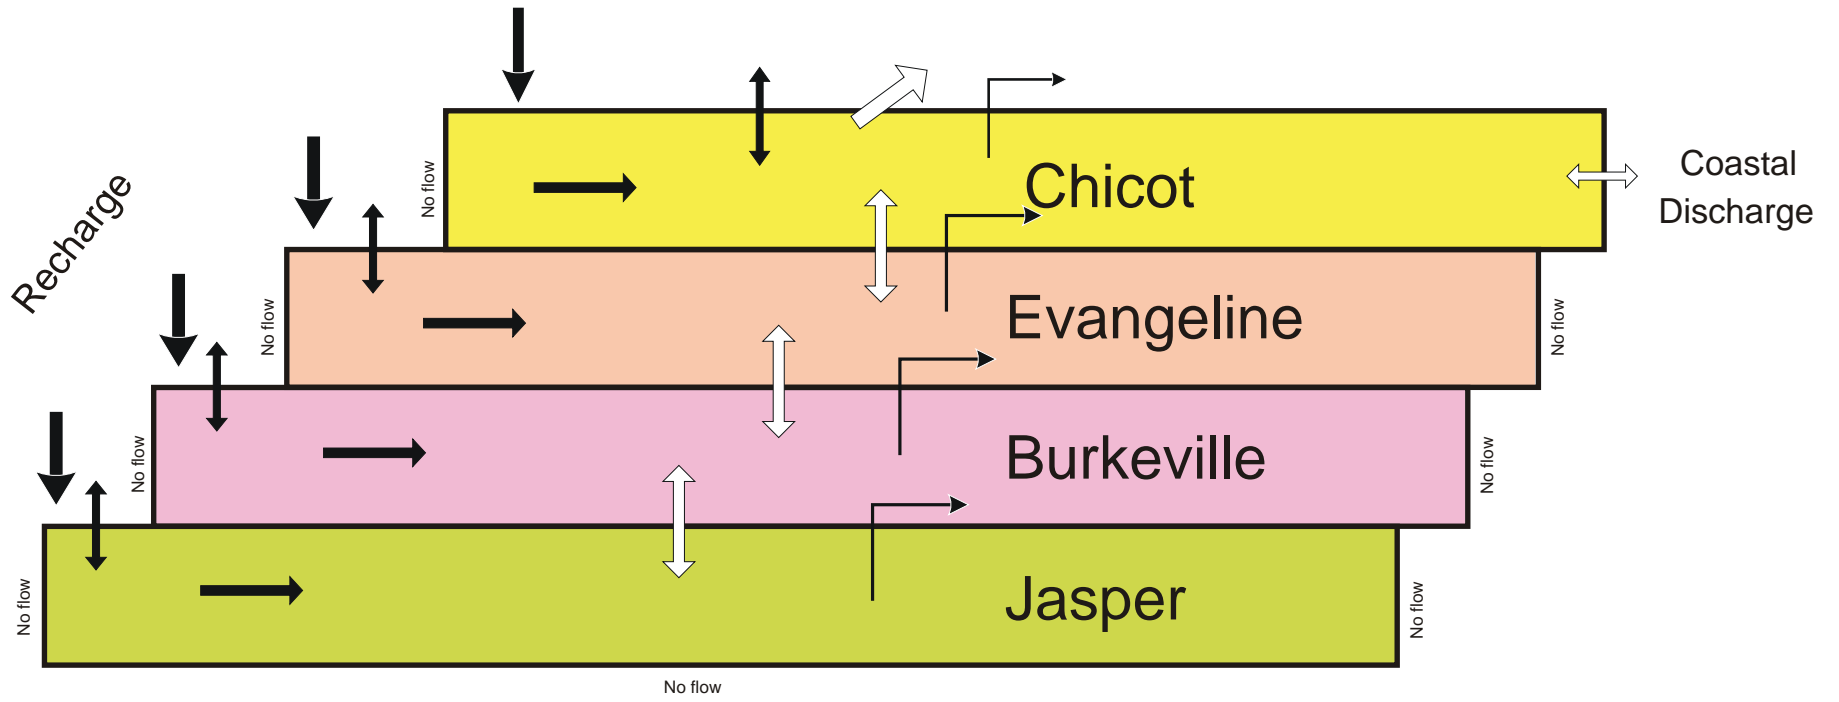 Recharge
No flow
Chicot
Coastal
Discharge
No flow
Evangeline
No flow
No flow
Burkeville
No flow
No flow
Jasper
No flow
No flow